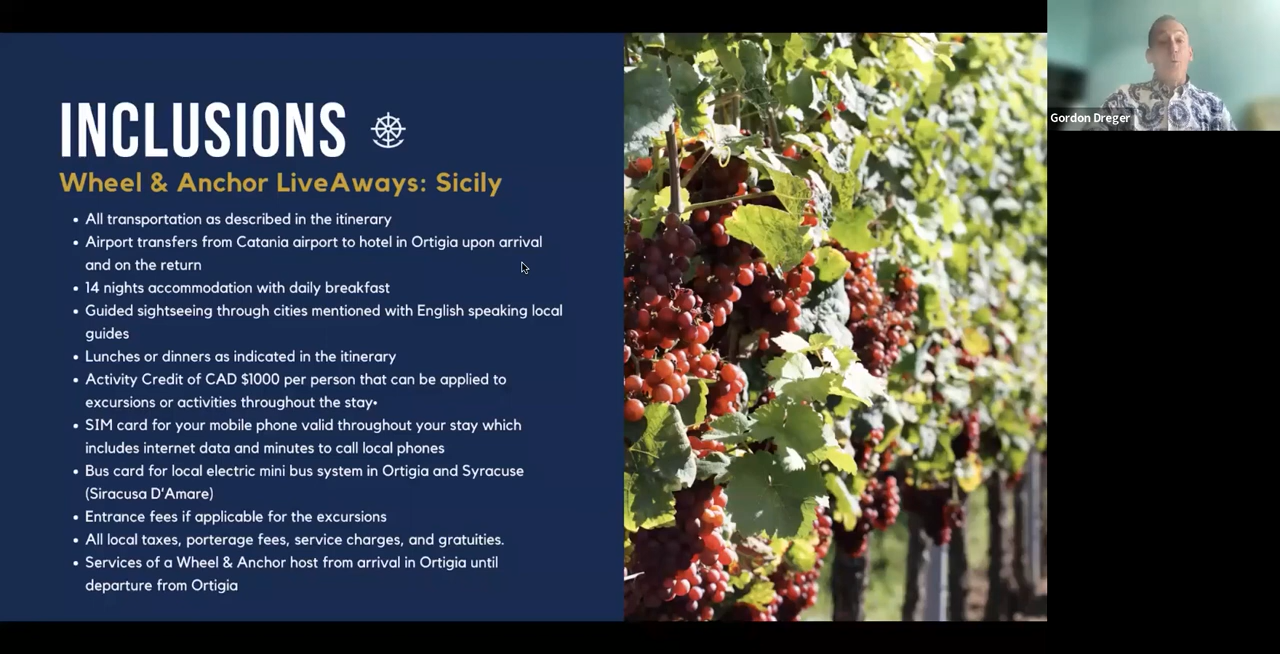 INCLUSIONS
Wheel & Anchor LiveAways: Sicily
• All transportation as described in the itinerary
• Airport transfers from Catania airport to hotel in Ortigia upon arrival
and on the return
• 14 nights accommodation with daily breakfast
• Guided sightseeing through cities mentioned with English speaking local
guides
• Lunches or dinners as indicated in the itinerary
• Activity Credit of CAD $1000 per person that can be applied to
excursions or activities throughout the stay•
• SIM card for your mobile phone valid throughout your stay which
includes internet data and minutes to call local phones
• Bus card for local electric mini bus system in Ortigia and Syracuse
(Siracusa D'Amare)
• Entrance fees if applicable for the excursions
• All local taxes, porterage fees, service charges, and gratuities.
• Services of a Wheel & Anchor host from arrival in Ortigia until
departure from Ortigia
Gordon Dreger